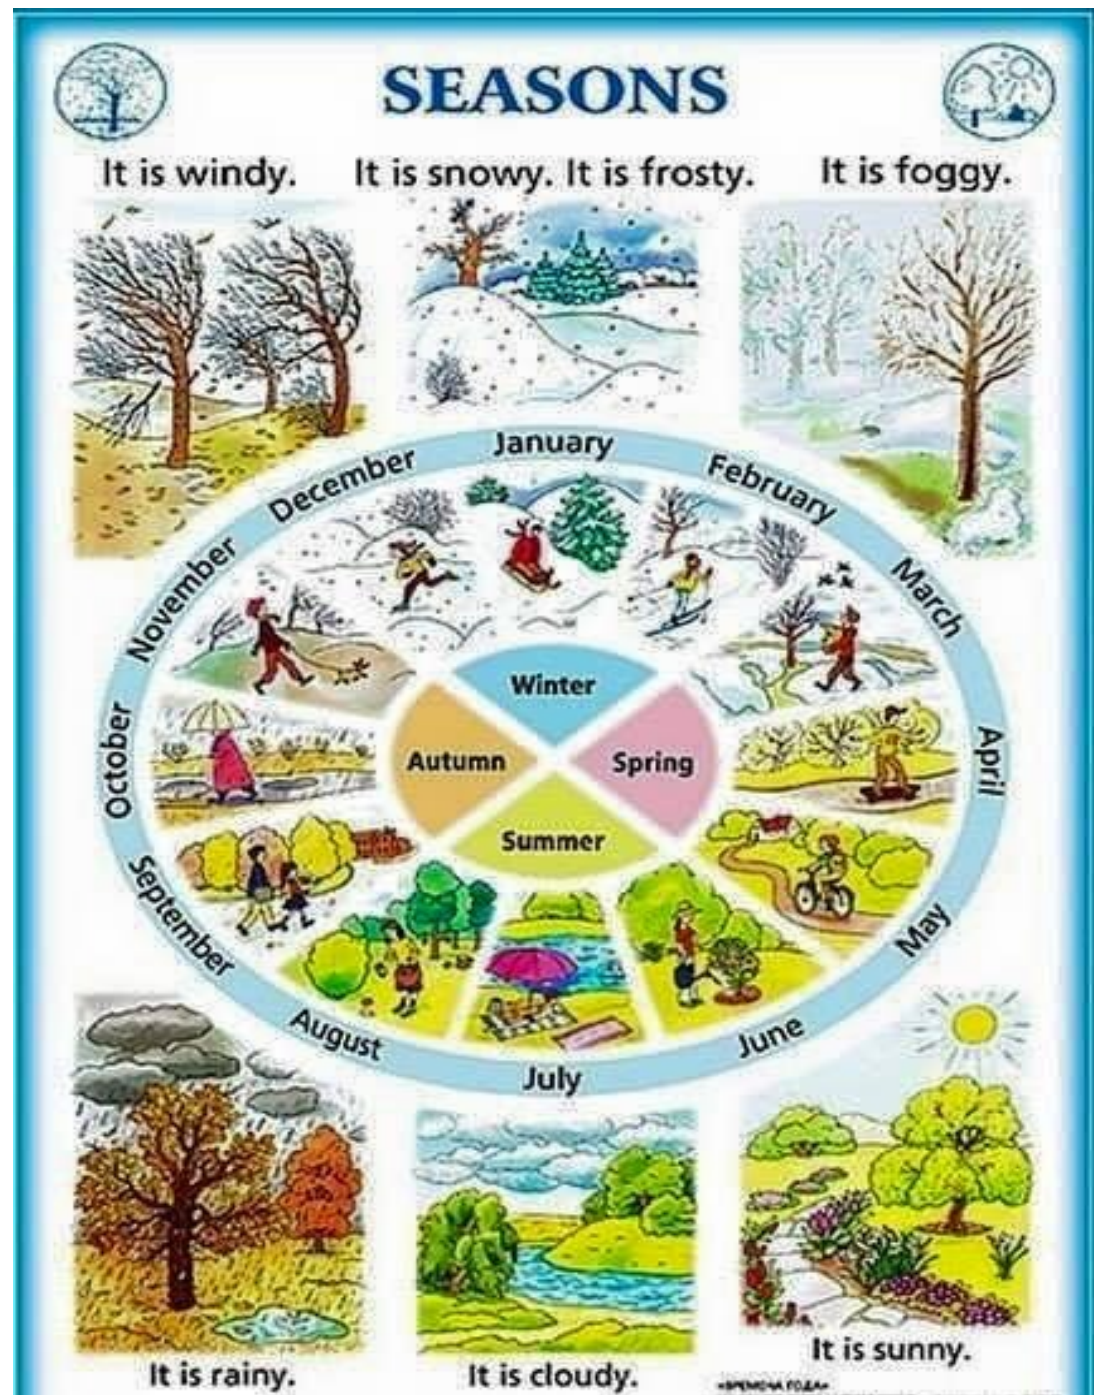 SEASONS
It is windy.
It is snowy. It is frosty.
It is foggy.
January
February
March
April
May
June
July
August
September
October
November
December
Winter
Spring
Summer
Autumn
It is rainy.
It is cloudy.
It is sunny.